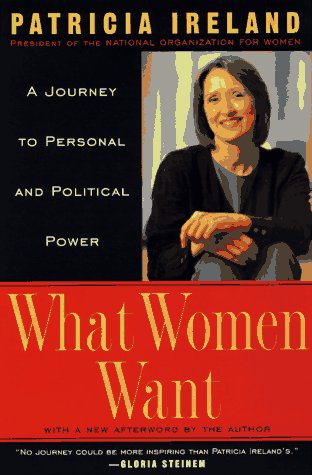 PATRICIA IRELAND
PRESIDENT OF THE NATIONAL ORGANIZATION FOR WOMEN
A JOURNEY
TO PERSONAL
AND POLITICAL
POWER
What Women
Want
WITH A NEW AFTERWORD BY THE AUTHOR
"NO JOURNEY COULD BE MORE INSPIRING THAN PATRICIA IRELAND'S."
—GLORIA STEINEM